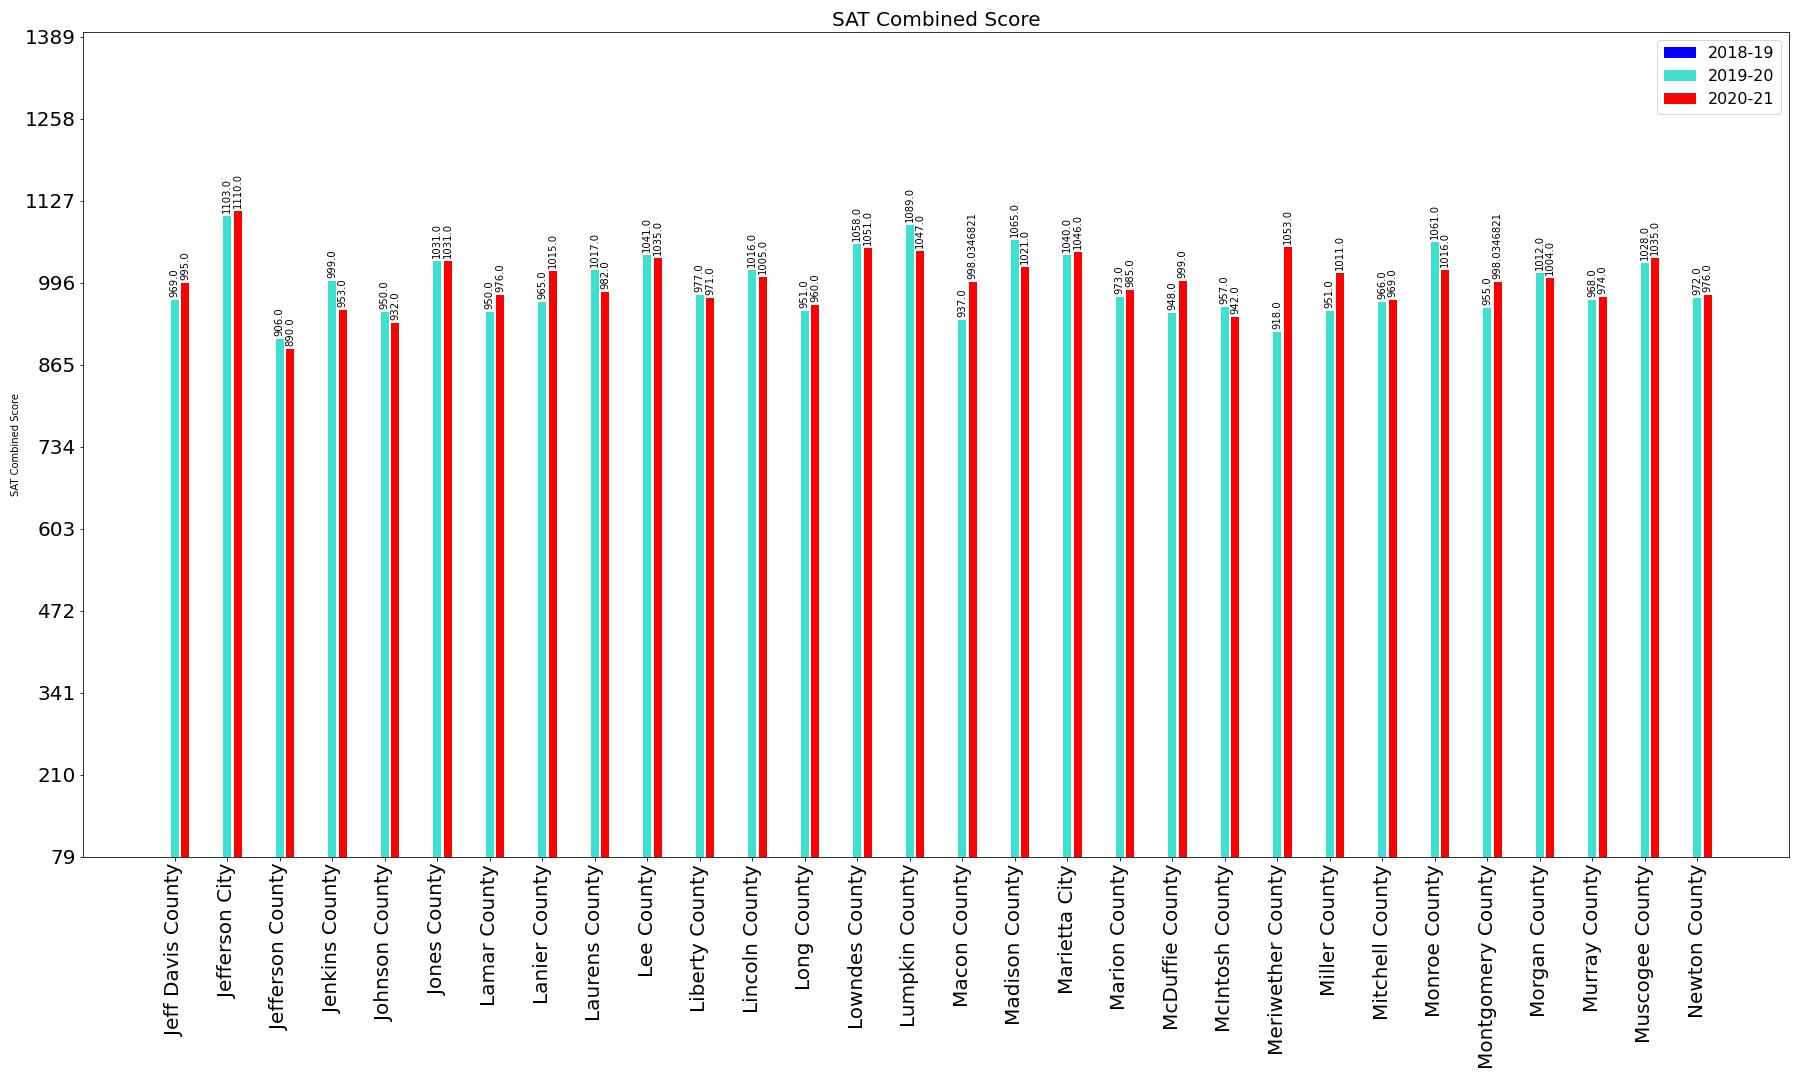 SAT Combined Score
1389
1258
1127
996
865
734
603
472
341
210
79
SAT Combined Score
2018-19
2019-20
2020-21
969.0
995.0
1103.0
1110.0
906.0
890.0
999.0
953.0
950.0
932.0
1031.0
1031.0
950.0
976.0
965.0
1015.0
1017.0
982.0
1041.0
1035.0
977.0
971.0
1016.0
1005.0
951.0
960.0
1058.0
1051.0
1089.0
1047.0
937.0
998.0346821
1065.0
1021.0
1040.0
1046.0
973.0
985.0
948.0
999.0
957.0
942.0
918.0
1053.0
951.0
1011.0
966.0
969.0
1061.0
1016.0
955.0
998.0346821
1012.0
1004.0
968.0
974.0
1028.0
1035.0
972.0
976.0
Jeff Davis County
Jefferson City
Jefferson County
Jenkins County
Johnson County
Jones County
Lamar County
Lanier County
Laurens County
Lee County
Liberty County
Lincoln County
Long County
Lowndes County
Lumpkin County
Macon County
Madison County
Marietta City
Marion County
McDuffie County
McIntosh County
Meriwether County
Miller County
Mitchell County
Monroe County
Montgomery County
Morgan County
Murray County
Muscogee County
Newton County